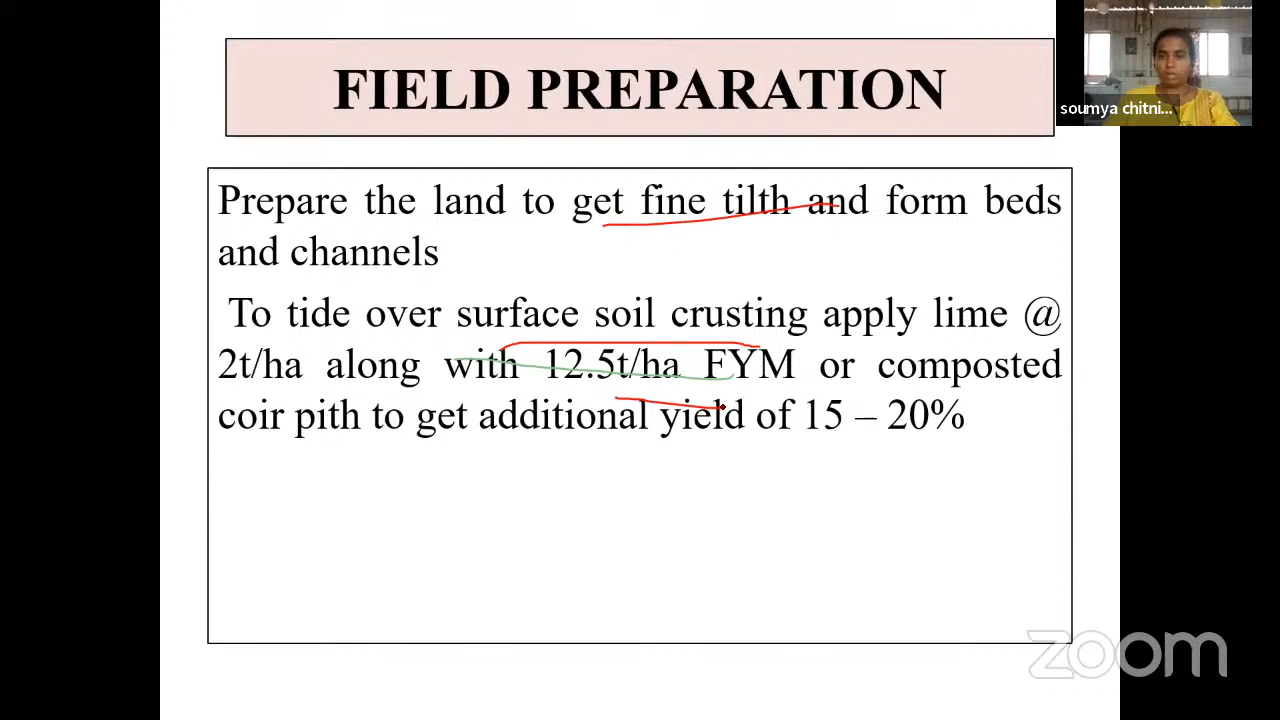 FIELD PREPARATION
soumya chitni...
Prepare the land to get fine tilth and form beds
and channels
To tide over surface soil crusting apply lime @
2t/ha along with 12.5t/ha FYM or composted
coir pith to get additional yield of 15 – 20%
zoom